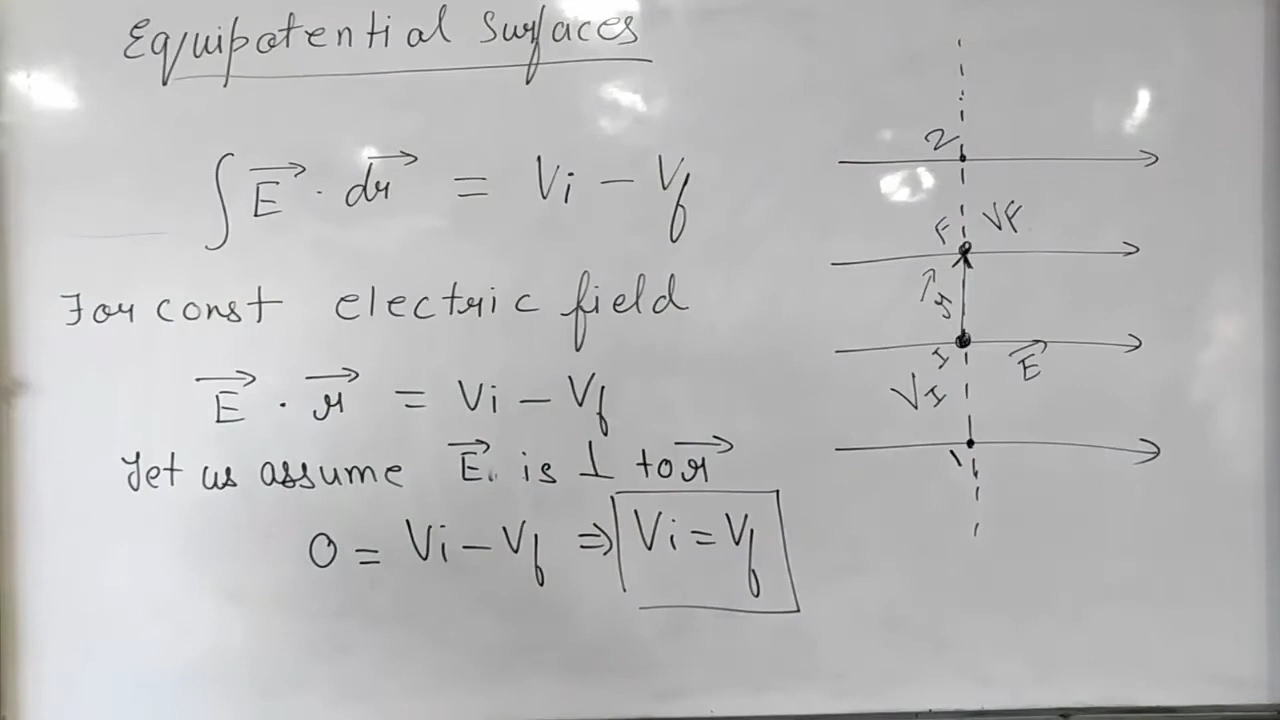 Equipotential Surfaces
∫ E⃗ · dr⃗ = Vi − Vf
For const electric field
E⃗ · r⃗ = Vi − Vf
Let us assume E⃗ is ⊥ to r⃗
0 = Vi − Vf ⇒ Vi = Vf
2
F VF
r⃗
I
VI E⃗
1